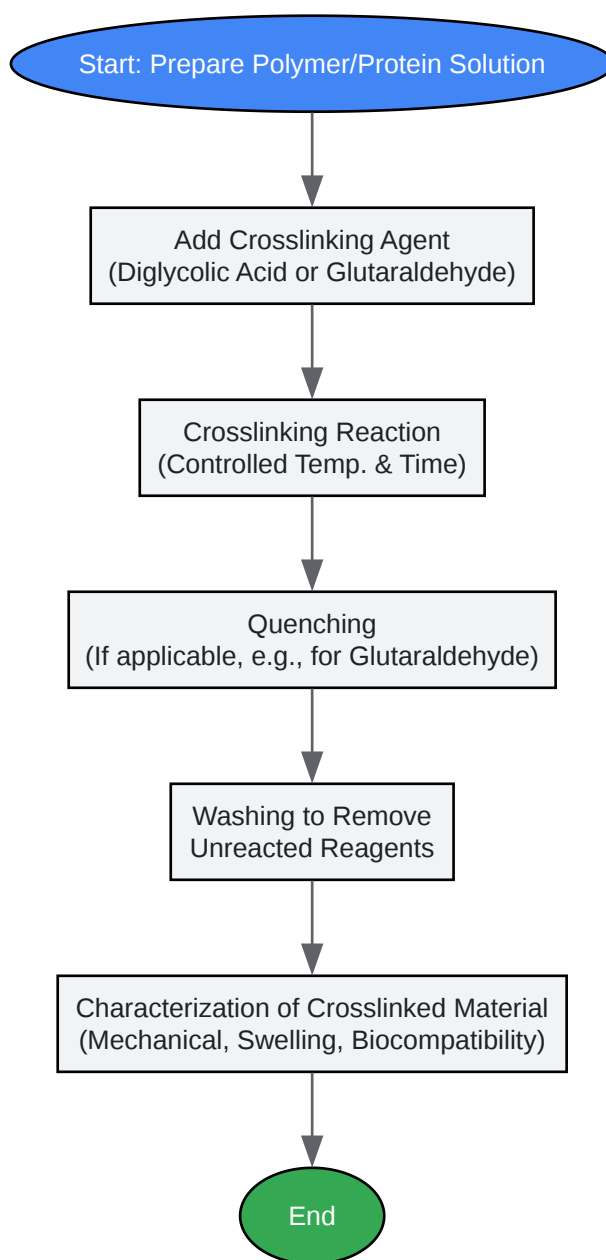 Start: Prepare Polymer/Protein Solution
Add Crosslinking Agent
(Diglycolic Acid or Glutaraldehyde)
Crosslinking Reaction
(Controlled Temp. & Time)
Quenching
(If applicable, e.g., for Glutaraldehyde)
Washing to Remove
Unreacted Reagents
Characterization of Crosslinked Material
(Mechanical, Swelling, Biocompatibility)
End